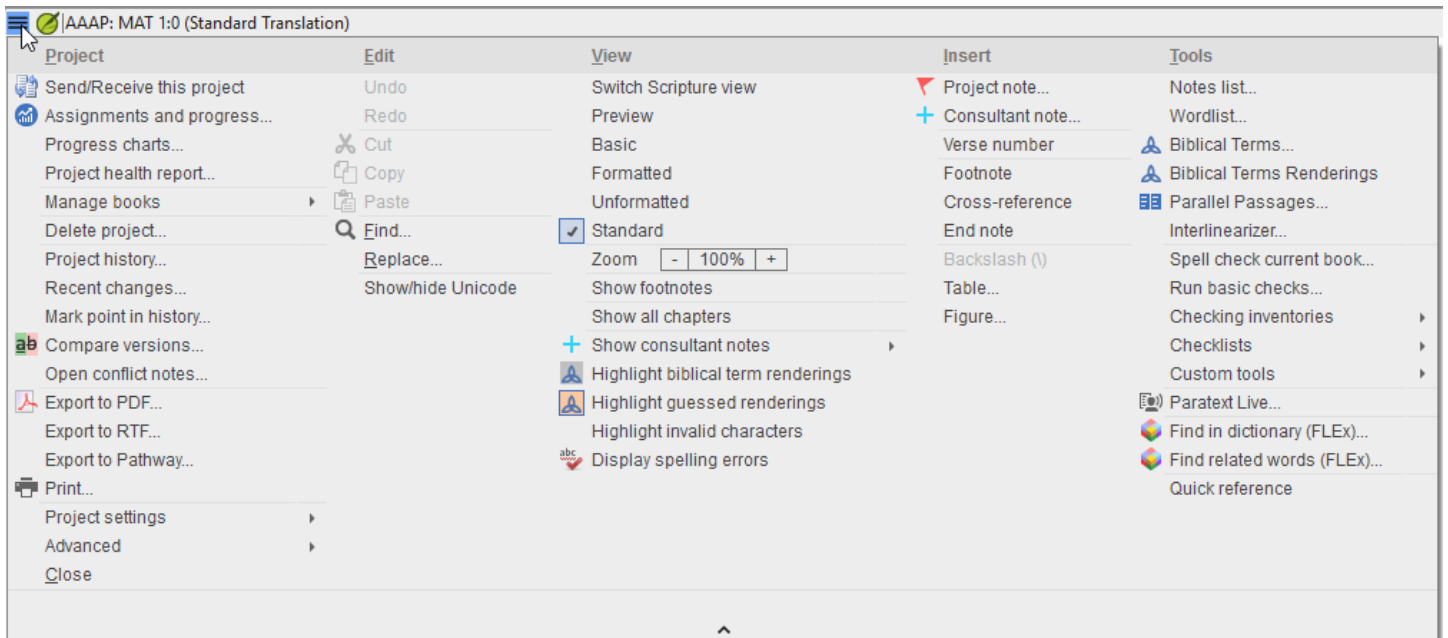 AAAP: MAT 1:0 (Standard Translation)
Project
Send/Receive this project
Assignments and progress...
Progress charts...
Project health report...
Manage books
Delete project...
Project history...
Recent changes...
Mark point in history...
ab Compare versions...
Open conflict notes...
Export to PDF...
Export to RTF...
Export to Pathway...
Print...
Project settings
Advanced
Close
Edit
Undo
Redo
Cut
Copy
Paste
Find...
Replace...
Show/hide Unicode
View
Switch Scripture view
Preview
Basic
Formatted
Unformatted
Standard
Zoom - 100% +
Show footnotes
Show all chapters
Show consultant notes
Highlight biblical term renderings
Highlight guessed renderings
Highlight invalid characters
abc Display spelling errors
Insert
Project note...
Consultant note...
Verse number
Footnote
Cross-reference
End note
Backslash (\)
Table...
Figure...
Tools
Notes list...
Wordlist...
Biblical Terms...
Biblical Terms Renderings
Parallel Passages...
Interlinearizer...
Spell check current book...
Run basic checks...
Checking inventories
Checklists
Custom tools
Paratext Live...
Find in dictionary (FLEx)...
Find related words (FLEx)...
Quick reference